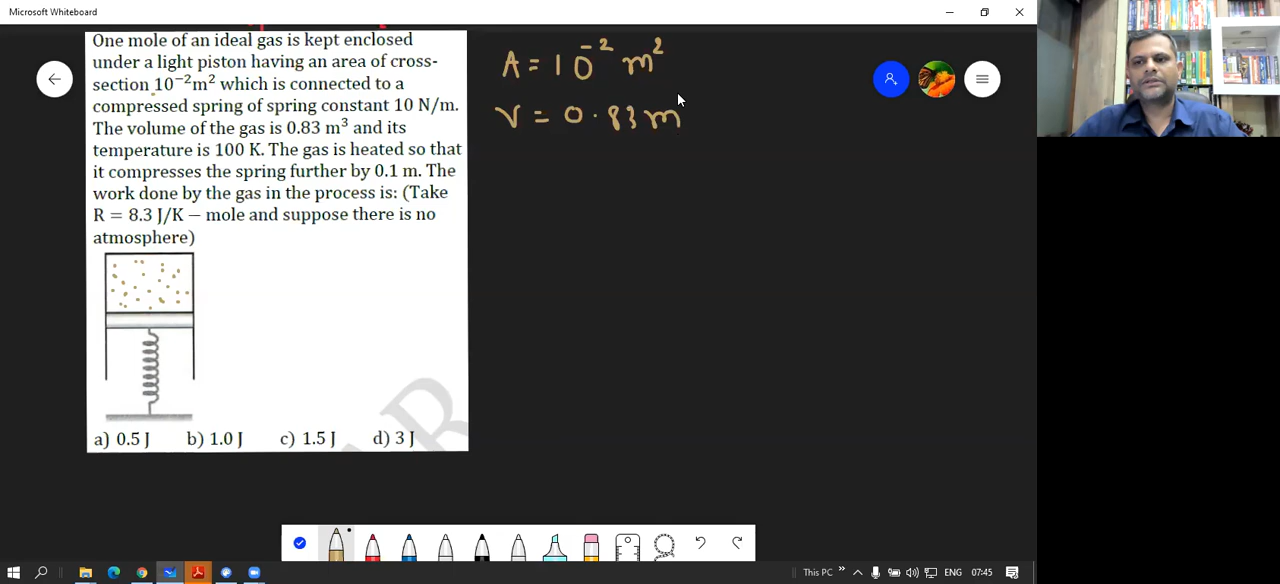 Microsoft Whiteboard
One mole of an ideal gas is kept enclosed
under a light piston having an area of cross-
section 10⁻²m² which is connected to a
compressed spring of spring constant 10 N/m.
The volume of the gas is 0.83 m³ and its
temperature is 100 K. The gas is heated so that
it compresses the spring further by 0.1 m. The
work done by the gas in the process is: (Take
R = 8.3 J/K − mole and suppose there is no
atmosphere)
a) 0.5 J b) 1.0 J c) 1.5 J d) 3 J
A = 10⁻² m²
V = 0.83 m
AR
This PC
ENG
07:45